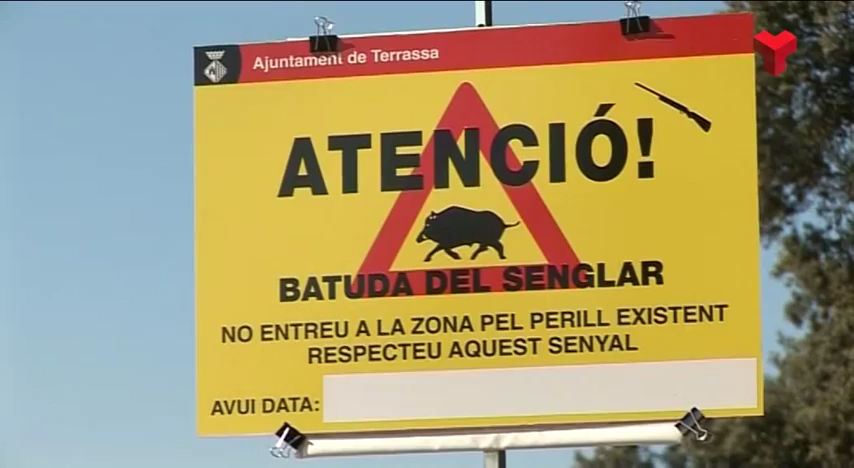 Ajuntament de Terrassa
ATENCIÓ!
BATUDA DEL SENGLAR
NO ENTREU A LA ZONA PEL PERILL EXISTENT
RESPECTEU AQUEST SENYAL
AVUI DATA: